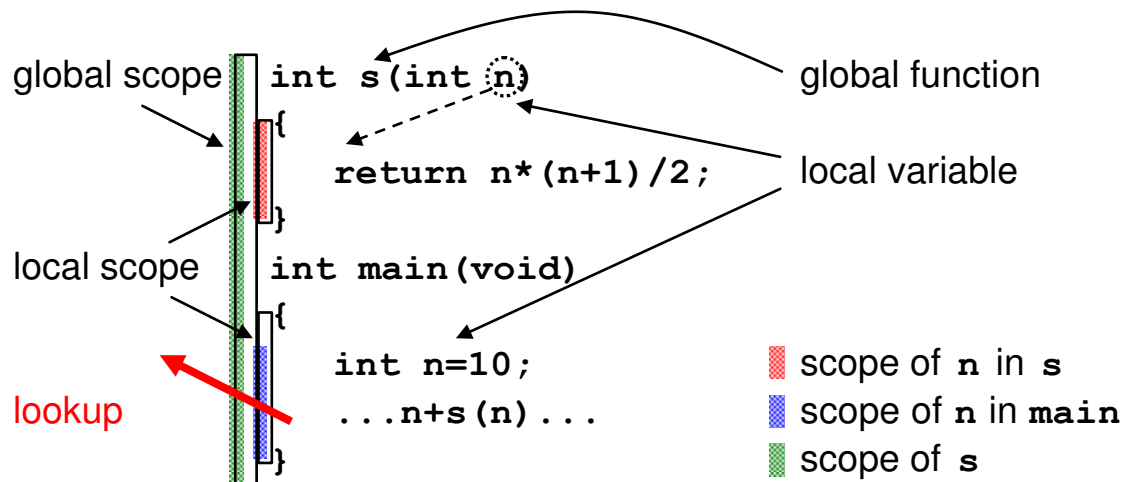 global scope int s(int n) global function
{
return n*(n+1)/2; local variable
}
local scope int main(void)
{
int n=10; scope of n in s
lookup ...n+s(n)... scope of n in main
} scope of s